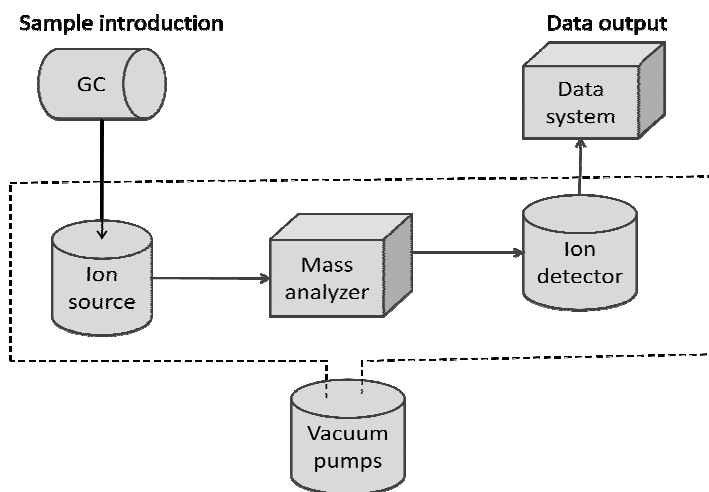 Sample introduction
Data output
GC
Data
system
Ion
source
Mass
analyzer
Ion
detector
Vacuum
pumps